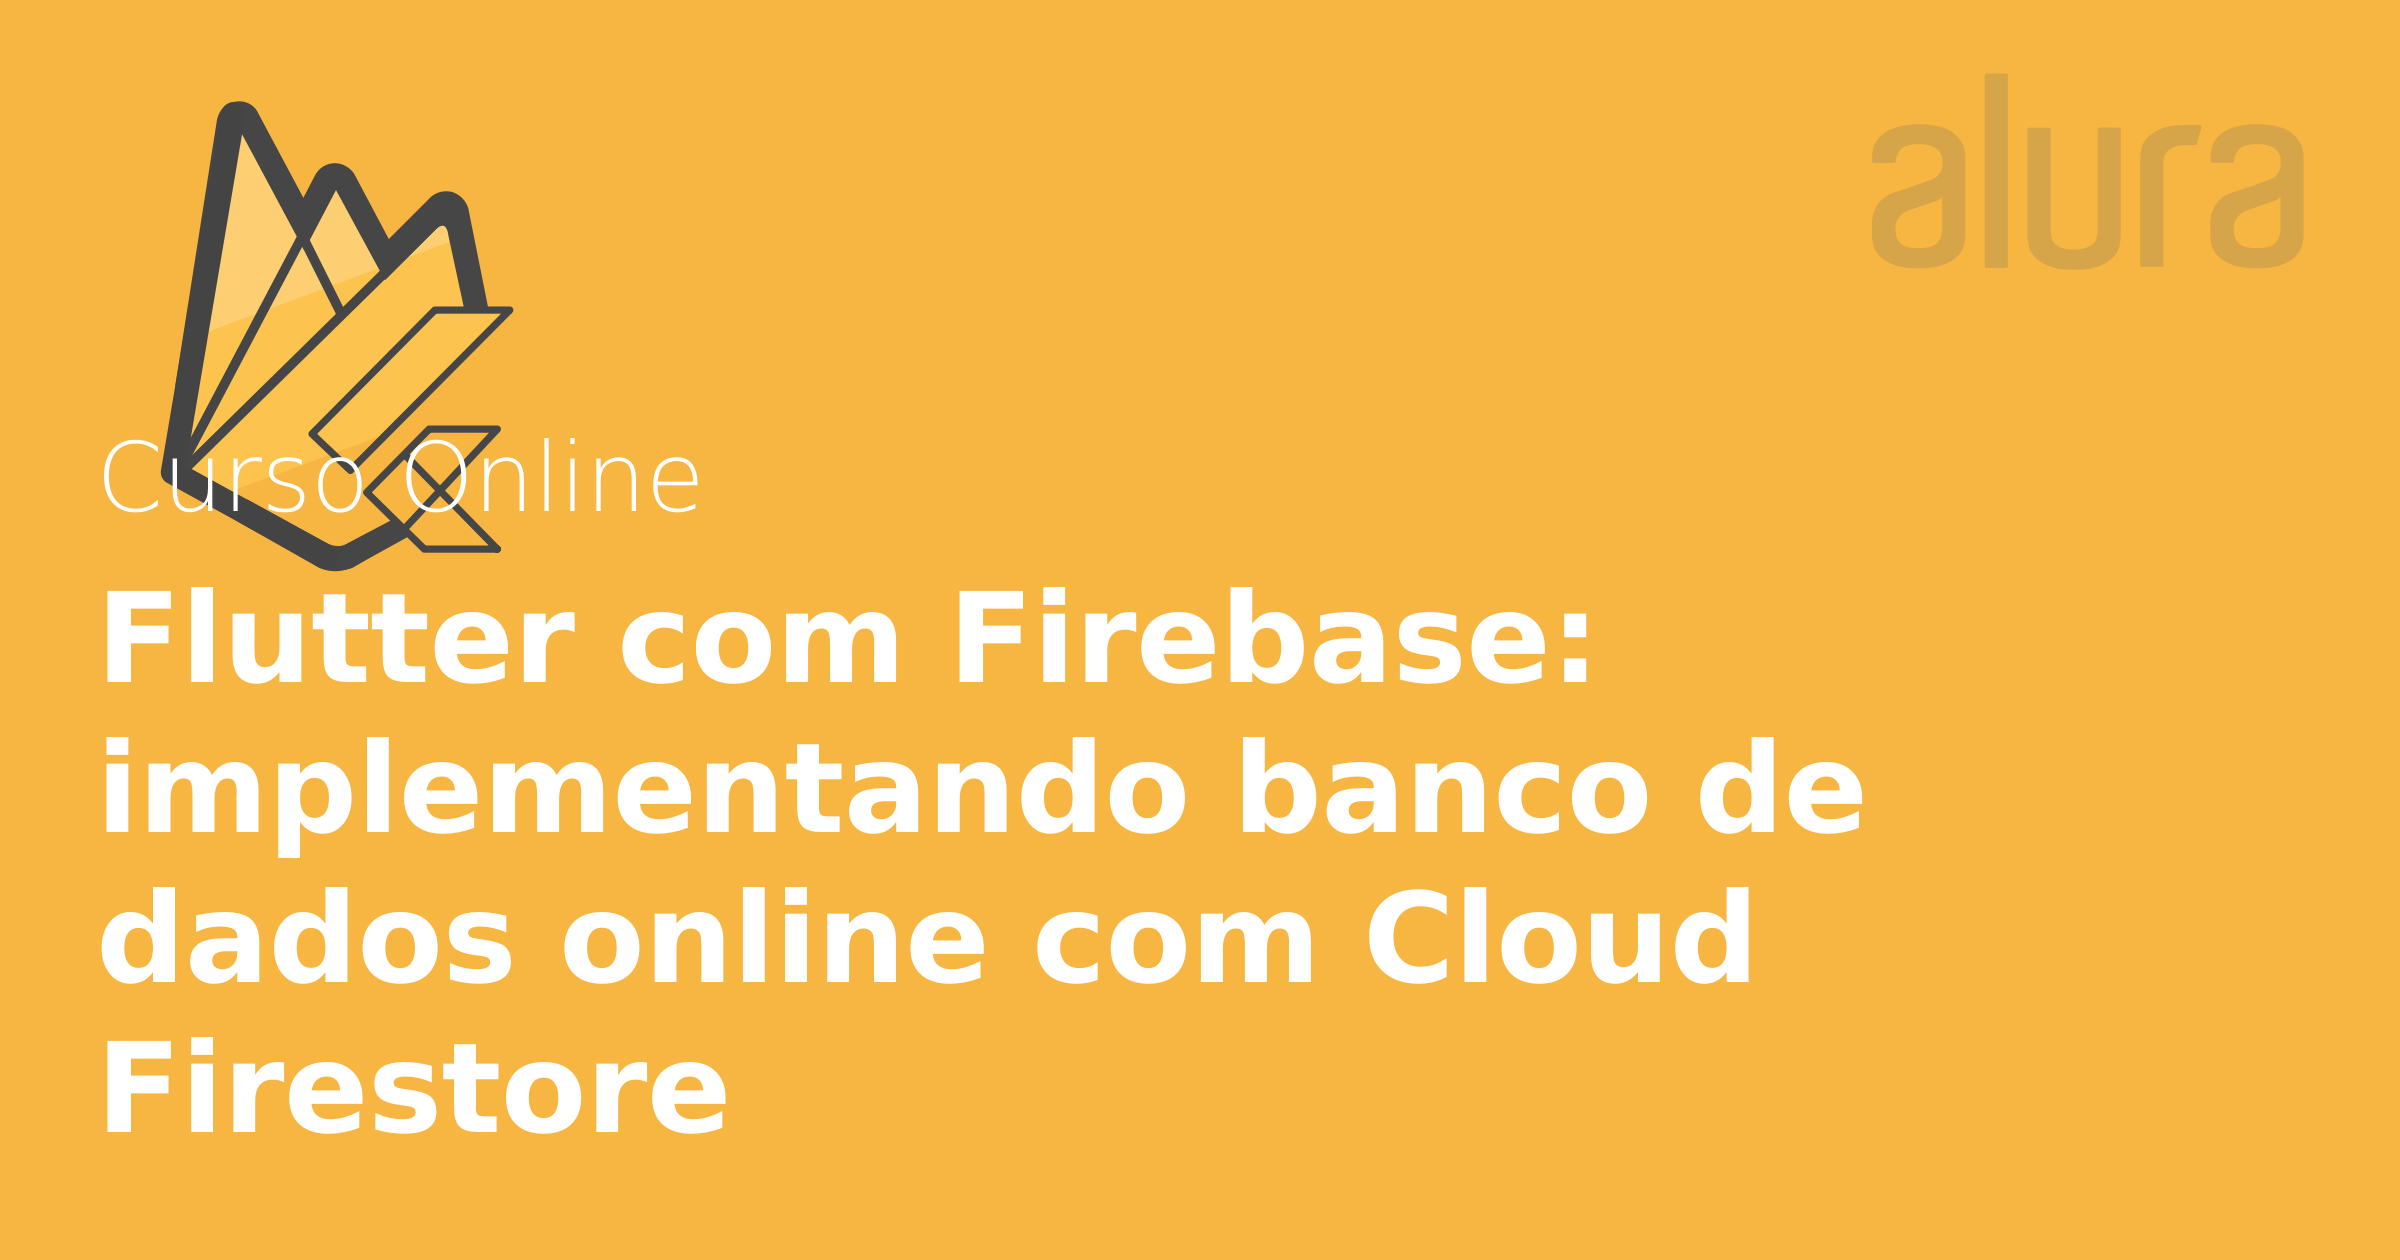 alura
Curso Online
Flutter com Firebase:
implementando banco de
dados online com Cloud
Firestore